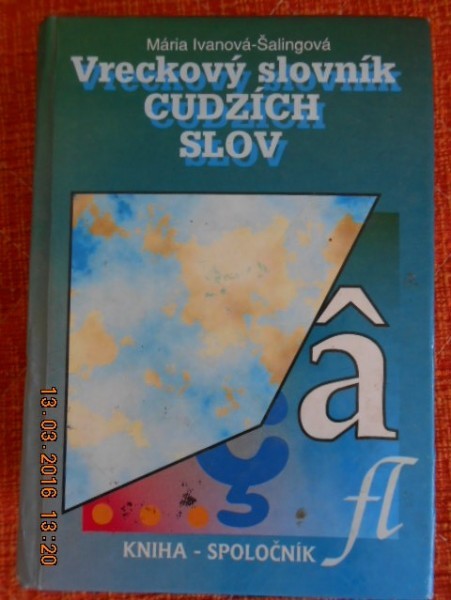 Mária Ivanová-Šalingová
Vreckový slovník
CUDZÍCH
SLOV
â
fl
KNIHA - SPOLOČNÍK
13.03.2016 13:20